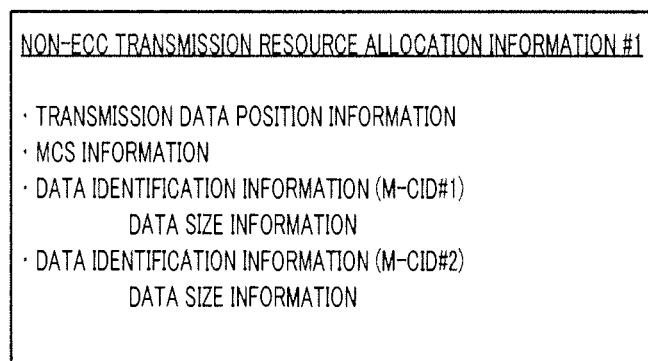 NON-ECC TRANSMISSION RESOURCE ALLOCATION INFORMATION #1
· TRANSMISSION DATA POSITION INFORMATION
· MCS INFORMATION
· DATA IDENTIFICATION INFORMATION (M-CID#1)
DATA SIZE INFORMATION
· DATA IDENTIFICATION INFORMATION (M-CID#2)
DATA SIZE INFORMATION